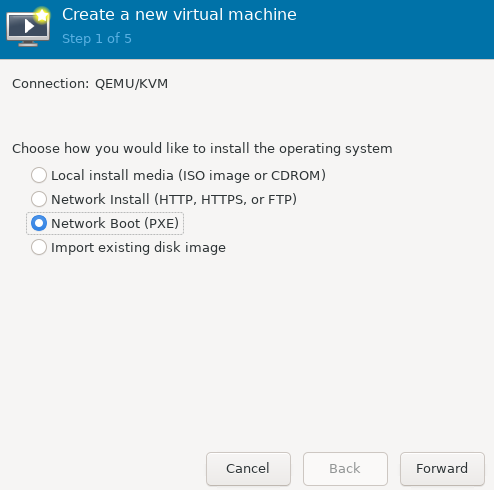 Create a new virtual machine
Step 1 of 5
Connection: QEMU/KVM
Choose how you would like to install the operating system
Local install media (ISO image or CDROM)
Network Install (HTTP, HTTPS, or FTP)
Network Boot (PXE)
Import existing disk image
Cancel Back Forward